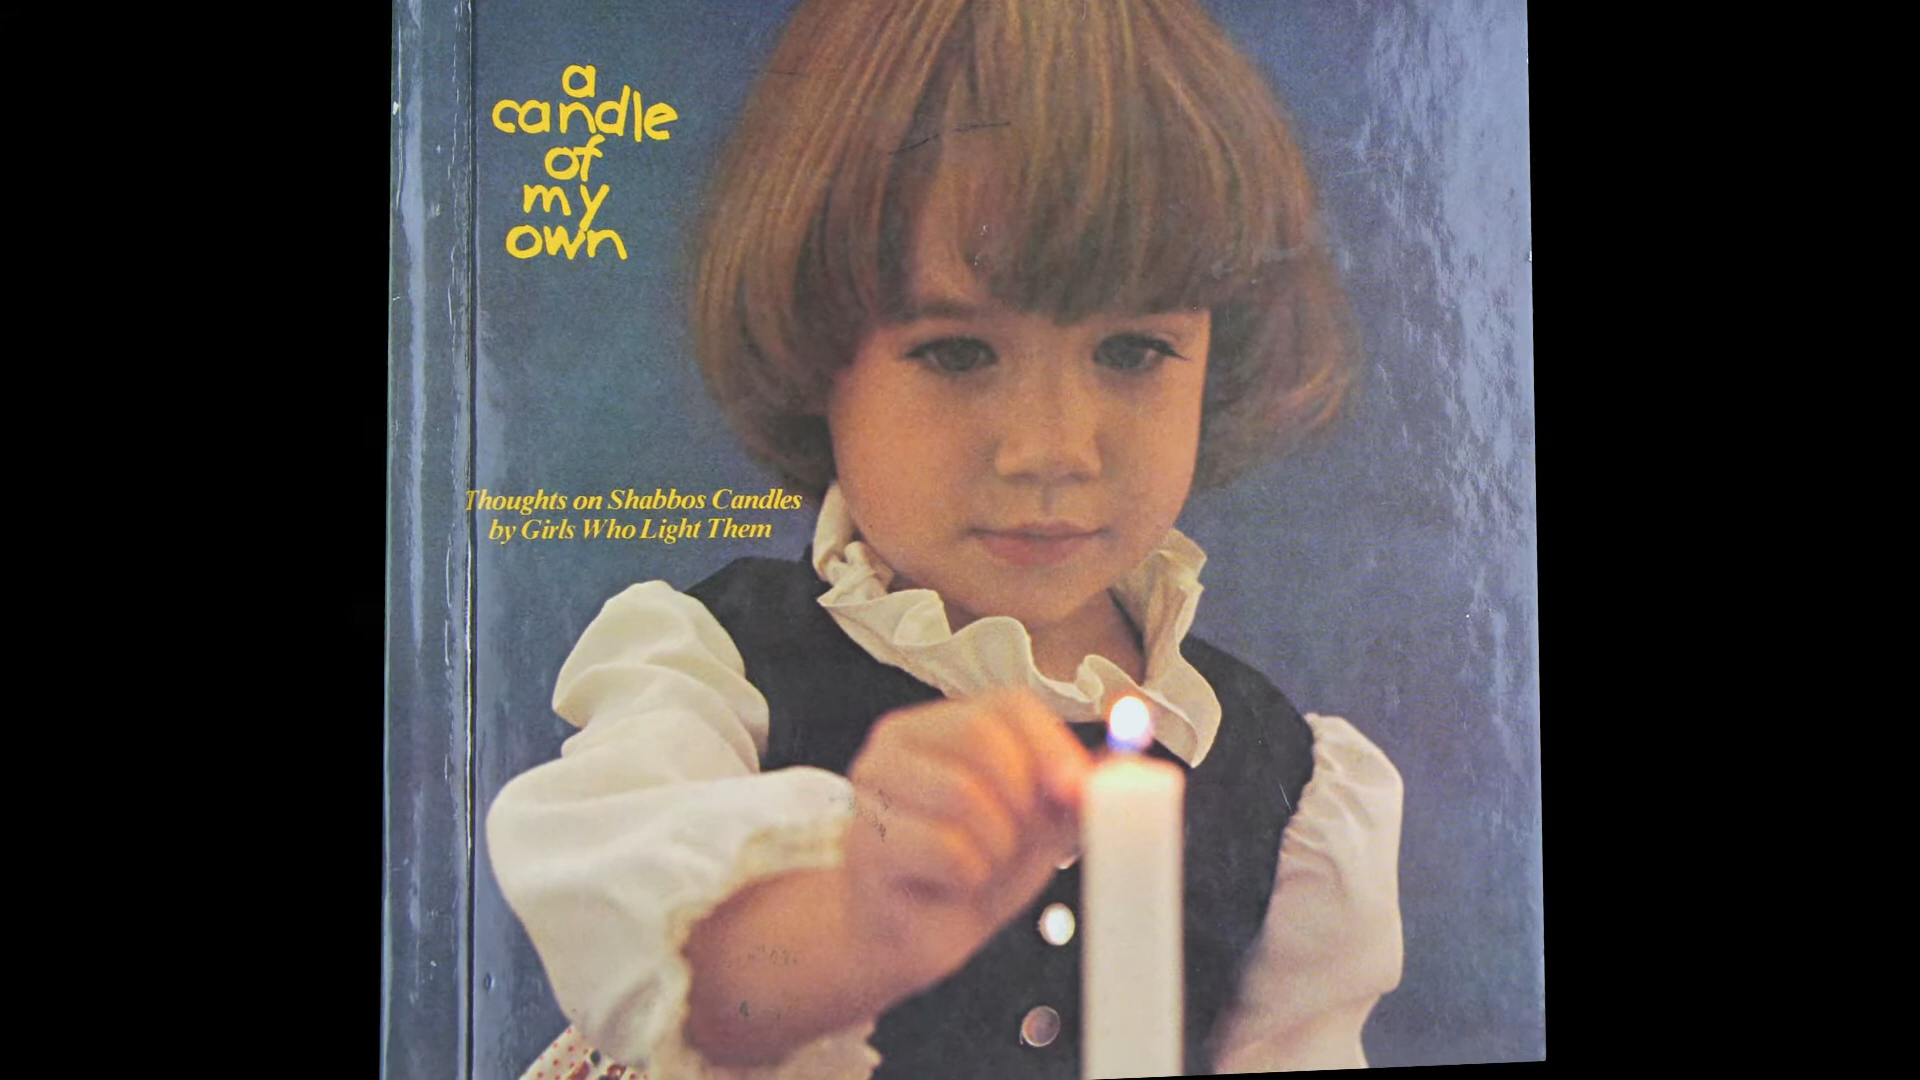 a
candle
of
my
own
Thoughts on Shabbos Candles
by Girls Who Light Them